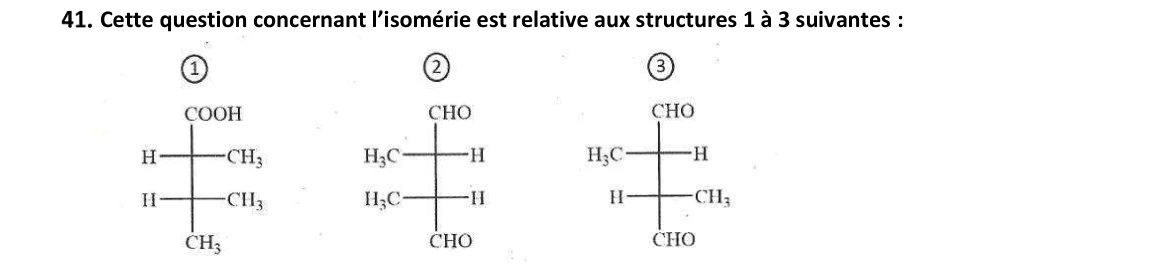 41. Cette question concernant l’isomérie est relative aux structures 1 à 3 suivantes :
1 2 3
COOH CHO CHO
H CH3 H3C H H3C H
H CH3 H3C H H CH3
CH3 CHO CHO